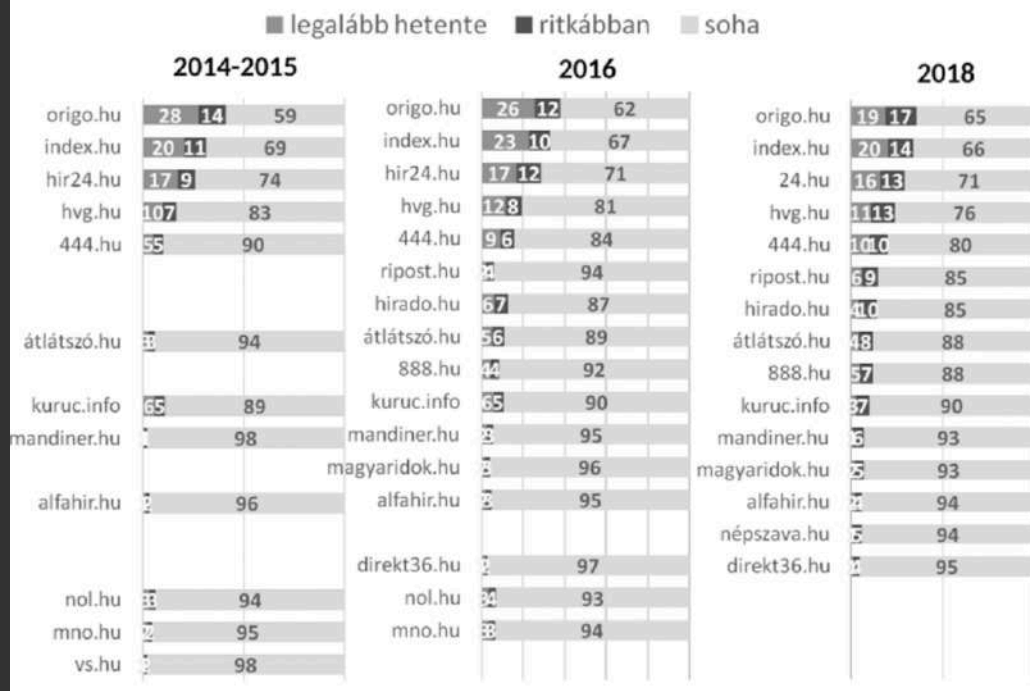 legalább hetente ritkábban soha
2014-2015
origo.hu 28 14 59
index.hu 20 11 69
hir24.hu 17 9 74
hvg.hu 10 7 83
444.hu 5 5 90
átlátszó.hu 94
kuruc.info 6 5 89
mandiner.hu 98
alfahir.hu 96
nol.hu 94
mno.hu 95
vs.hu 98
2016
origo.hu 26 12 62
index.hu 23 10 67
hir24.hu 17 12 71
hvg.hu 12 8 81
444.hu 9 6 84
ripost.hu 94
hirado.hu 6 7 87
átlátszó.hu 5 6 89
888.hu 4 4 92
kuruc.info 6 5 90
mandiner.hu 95
magyaridok.hu 96
alfahir.hu 95
direkt36.hu 97
nol.hu 93
mno.hu 94
2018
origo.hu 19 17 65
index.hu 20 14 66
24.hu 16 13 71
hvg.hu 11 13 76
444.hu 10 10 80
ripost.hu 6 9 85
hirado.hu 4 10 85
átlátszó.hu 4 8 88
888.hu 5 7 88
kuruc.info 3 7 90
mandiner.hu 93
magyaridok.hu 93
alfahir.hu 94
népszava.hu 94
direkt36.hu 95